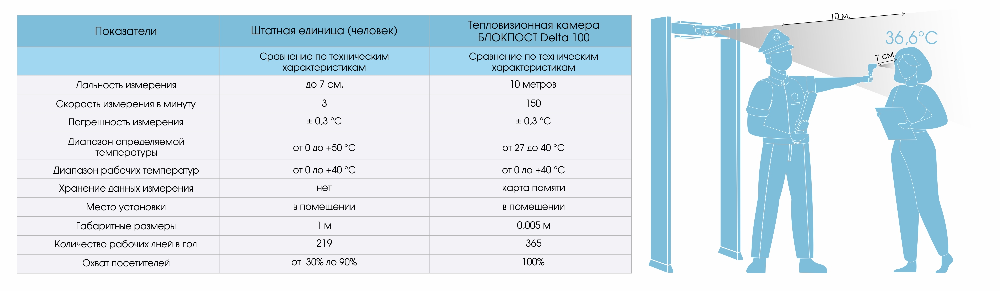 Показатели
Штатная единица (человек)
Тепловизионная камера
БЛОКПОСТ Delta 100
Сравнение по техническим
характеристикам
Сравнение по техническим
характеристикам
Дальность измерения
до 7 см.
10 метров
Скорость измерения в минуту
3
150
Погрешность измерения
± 0,3 °C
± 0,3 °C
Диапазон определяемой
температуры
от 0 до +50 °C
от 27 до 40 °C
Диапазон рабочих температур
от 0 до +40 °C
от 0 до +40 °C
Хранение данных измерения
нет
карта памяти
Место установки
в помещении
в помещении
Габаритные размеры
1 м
0,005 м
Количество рабочих дней в год
219
365
Охват посетителей
от 30% до 90%
100%
10 м.
36,6°C
7 см.